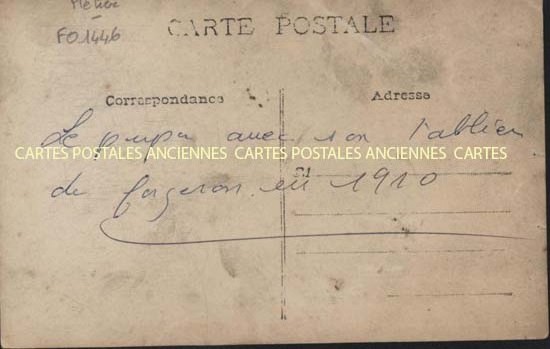 Métier
FO1446
CARTE POSTALE
Correspondance
Adresse
Le papa avec son tablier
CARTES POSTALES ANCIENNES CARTES POSTALES ANCIENNES CARTES
de forgeron en 1910